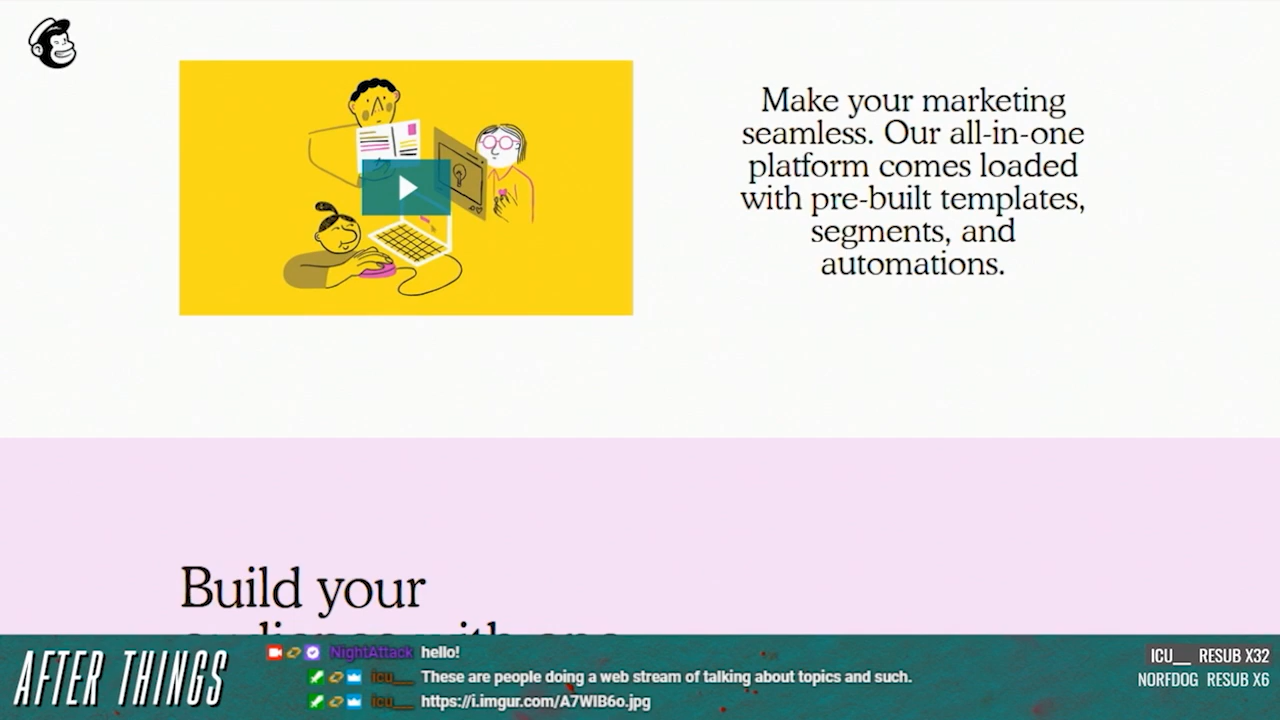 Make your marketing
seamless. Our all-in-one
platform comes loaded
with pre-built templates,
segments, and
automations.
Build your
AFTER THINGS
NightAttack hello!
icu__ These are people doing a web stream of talking about topics and such.
icu__ https://i.imgur.com/A7WIB6o.jpg
ICU__ RESUB X32
NORFDOG RESUB X6